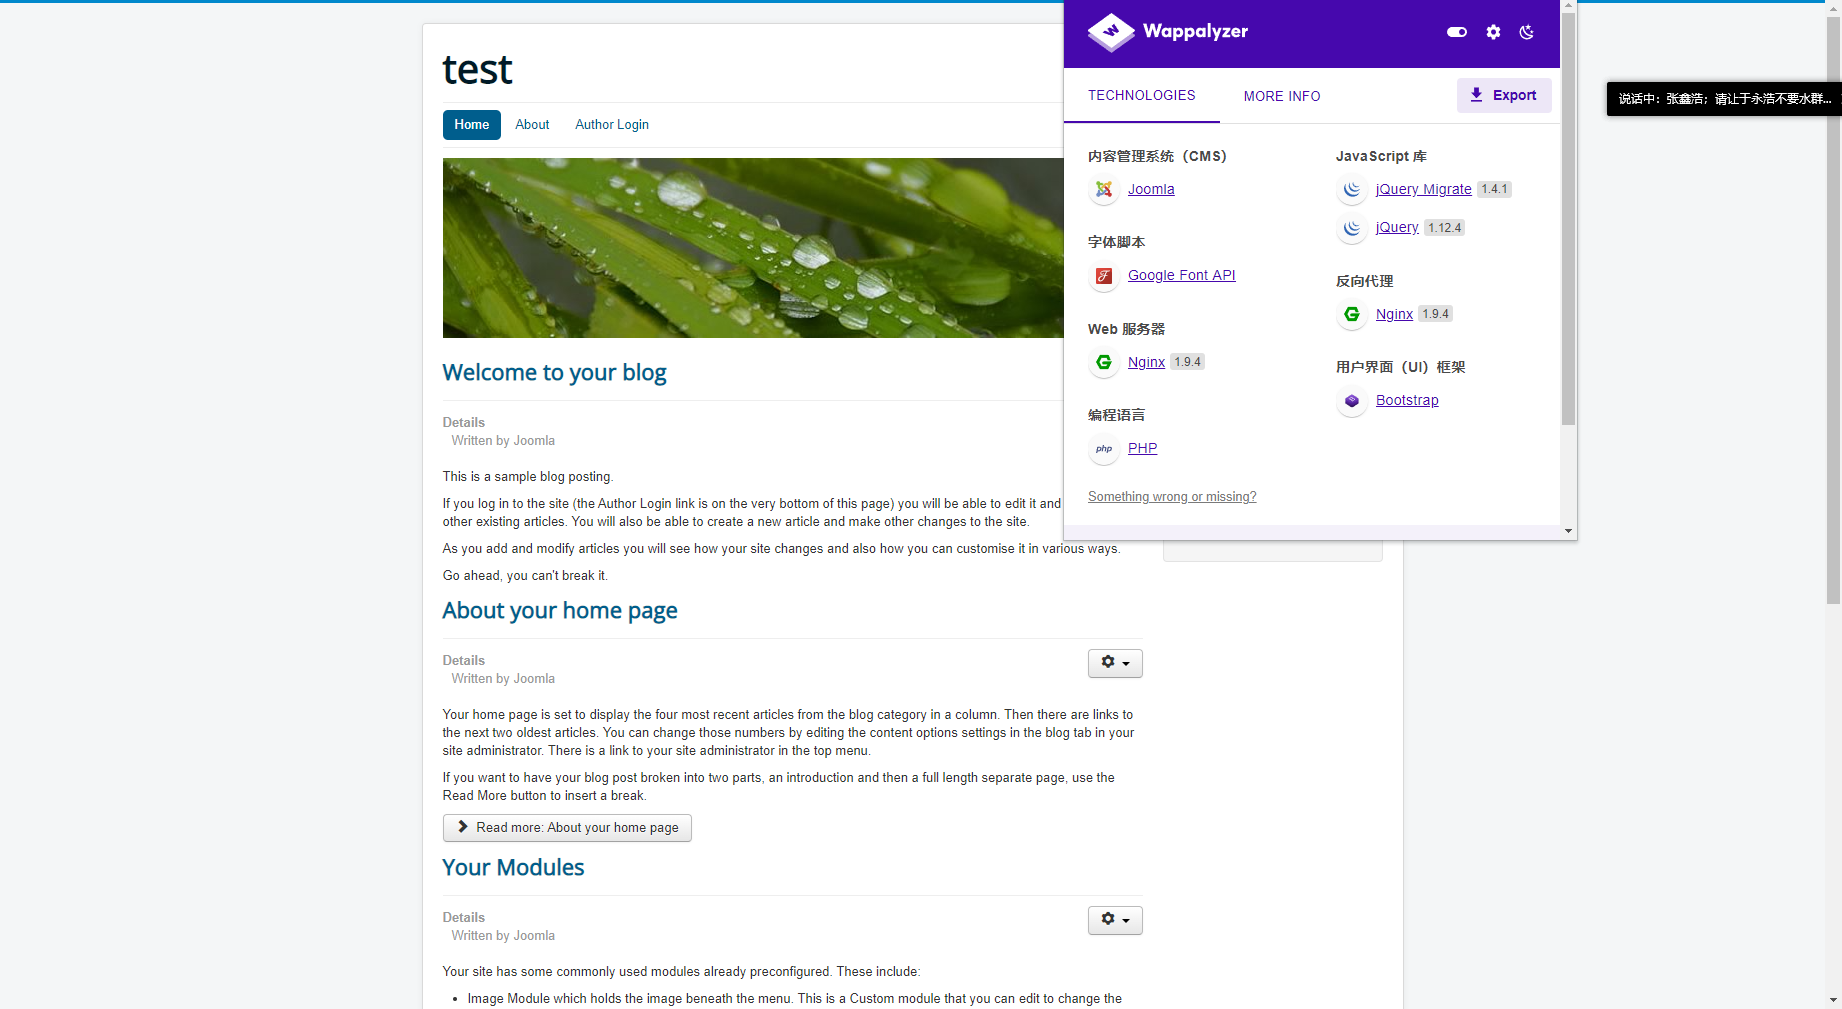 test
Home
About
Author Login
Welcome to your blog
Details
Written by Joomla
This is a sample blog posting.
If you log in to the site (the Author Login link is on the very bottom of this page) you will be able to edit it and
other existing articles. You will also be able to create a new article and make other changes to the site.
As you add and modify articles you will see how your site changes and also how you can customise it in various ways.
Go ahead, you can't break it.
About your home page
Details
Written by Joomla
Your home page is set to display the four most recent articles from the blog category in a column. Then there are links to
the next two oldest articles. You can change those numbers by editing the content options settings in the blog tab in your
site administrator. There is a link to your site administrator in the top menu.
If you want to have your blog post broken into two parts, an introduction and then a full length separate page, use the
Read More button to insert a break.
Read more: About your home page
Your Modules
Details
Written by Joomla
Your site has some commonly used modules already preconfigured. These include:
• Image Module which holds the image beneath the menu. This is a Custom module that you can edit to change the
Wappalyzer
TECHNOLOGIES
MORE INFO
Export
内容管理系统（CMS）
Joomla
字体脚本
Google Font API
Web 服务器
Nginx 1.9.4
编程语言
php PHP
Something wrong or missing?
JavaScript 库
jQuery Migrate 1.4.1
jQuery 1.12.4
反向代理
Nginx 1.9.4
用户界面（UI）框架
Bootstrap
说话中：张鑫浩；请让于永浩不要水群...